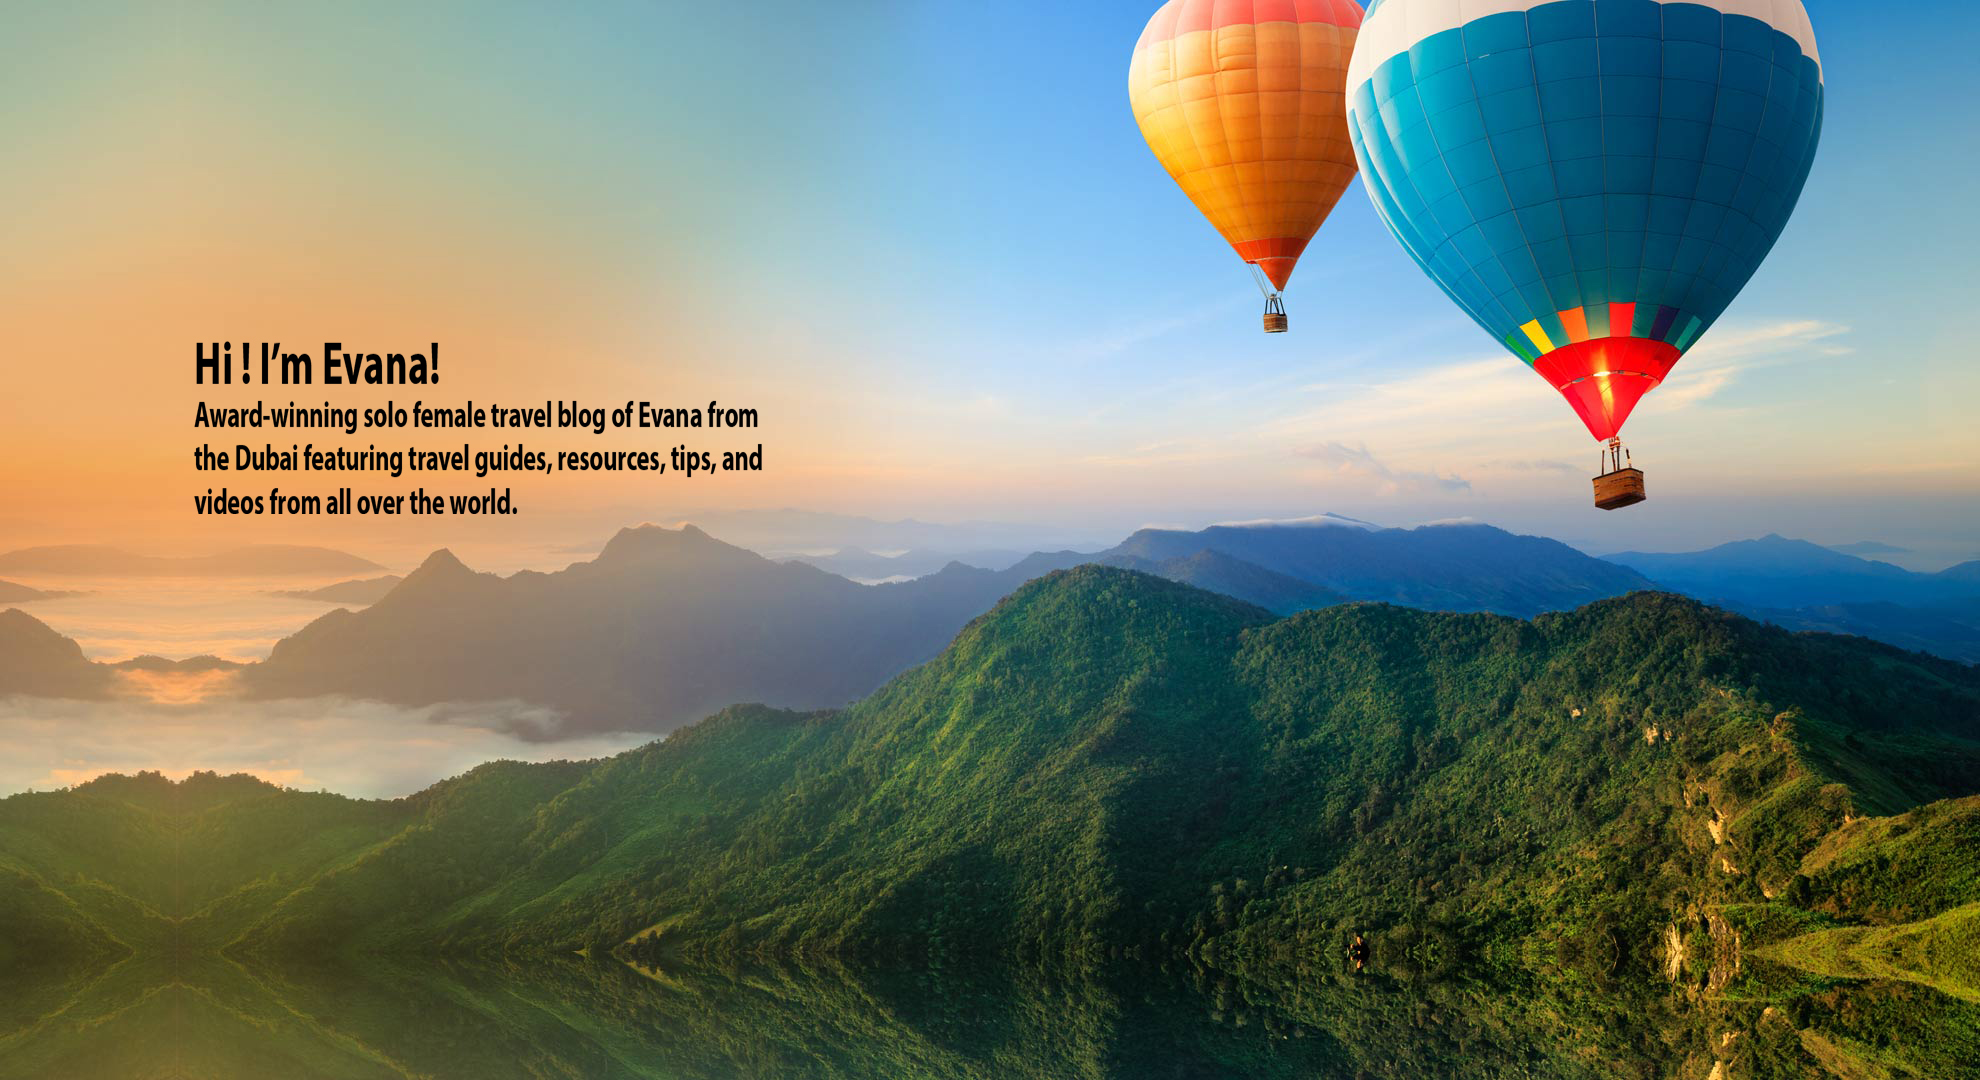 Hi ! I’m Evana!
Award-winning solo female travel blog of Evana from
the Dubai featuring travel guides, resources, tips, and
videos from all over the world.